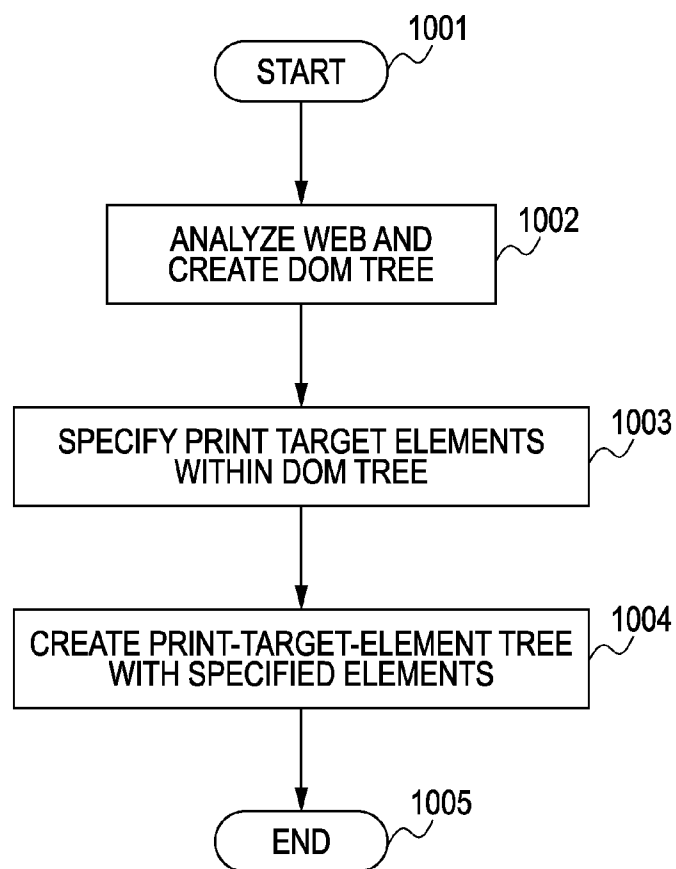 1001
START
1002
ANALYZE WEB AND
CREATE DOM TREE
1003
SPECIFY PRINT TARGET ELEMENTS
WITHIN DOM TREE
1004
CREATE PRINT-TARGET-ELEMENT TREE
WITH SPECIFIED ELEMENTS
1005
END